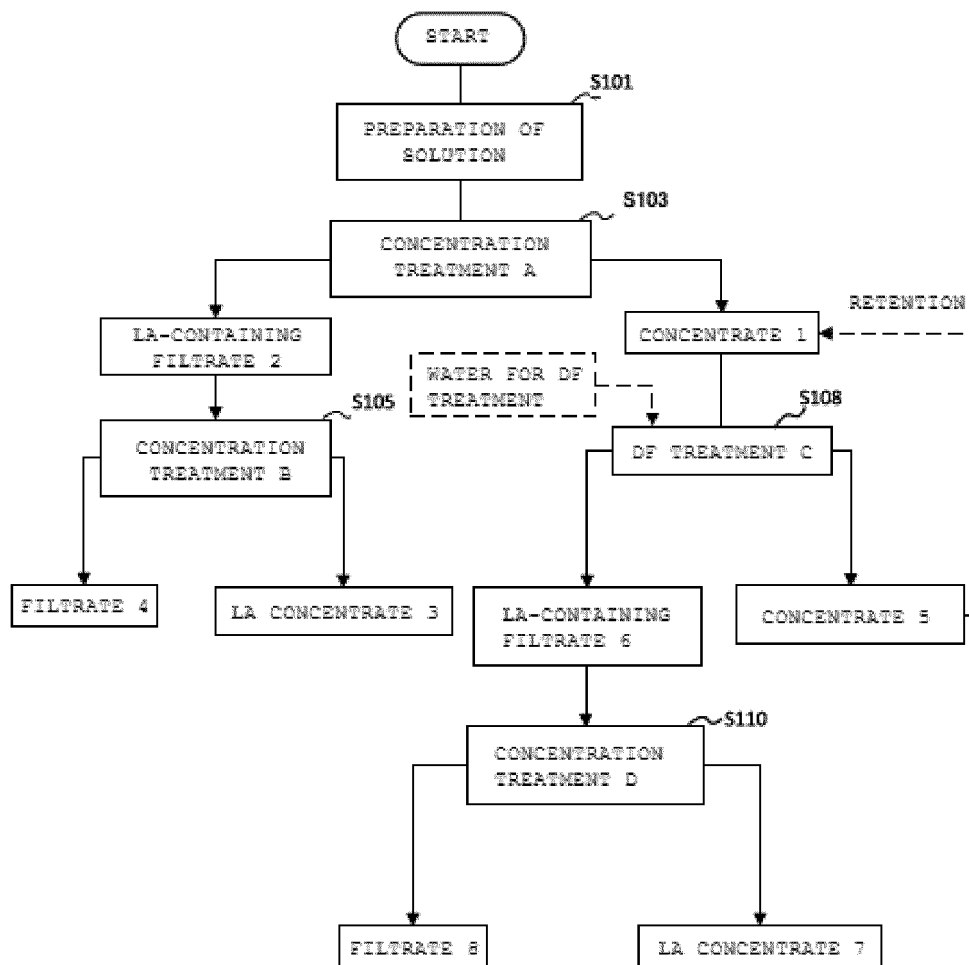 START
S101
PREPARATION OF
SOLUTION
S103
CONCENTRATION
TREATMENT A
RETENTION
LA-CONTAINING
FILTRATE 2
CONCENTRATE 1
WATER FOR DF
TREATMENT
S105
S108
CONCENTRATION
TREATMENT B
DF TREATMENT C
FILTRATE 4
LA CONCENTRATE 3
LA-CONTAINING
FILTRATE 6
CONCENTRATE 5
S110
CONCENTRATION
TREATMENT D
FILTRATE 8
LA CONCENTRATE 7